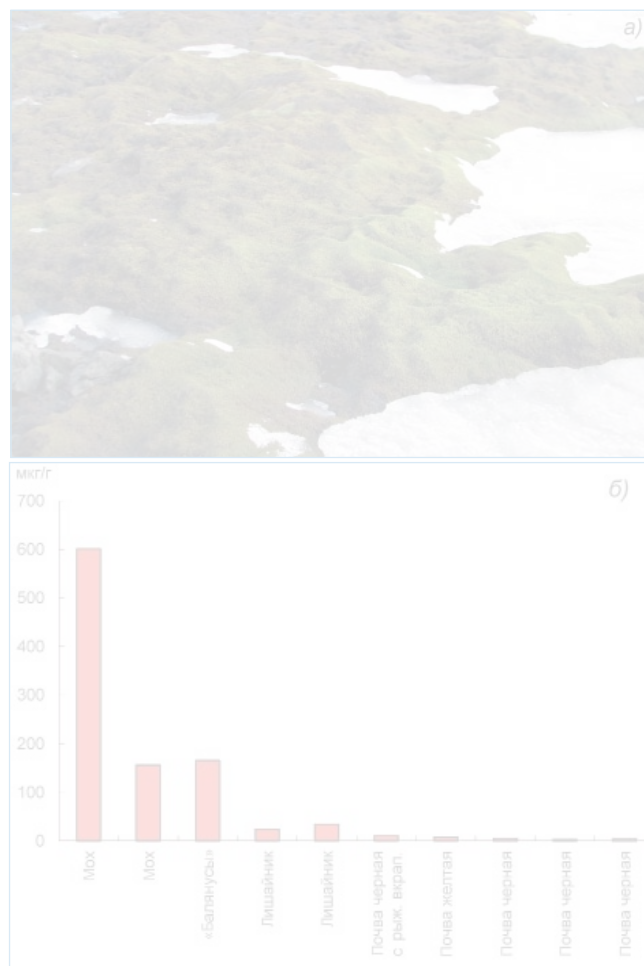 а)
мкг/г
б)
700
600
500
400
300
200
100
0
Мох
Мох
«Балянусы»
Лишайник
Лишайник
Почва черная
с рыж. вкрап.
Почва желтая
Почва черная
Почва черная
Почва черная